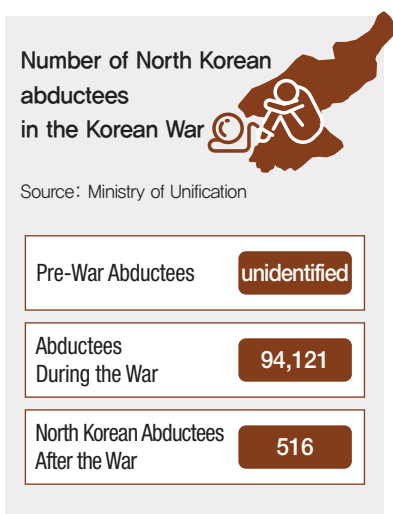 Number of North Korean
abductees
in the Korean War
Source: Ministry of Unification
Pre-War Abductees unidentified
Abductees
During the War 94,121
North Korean Abductees
After the War 516